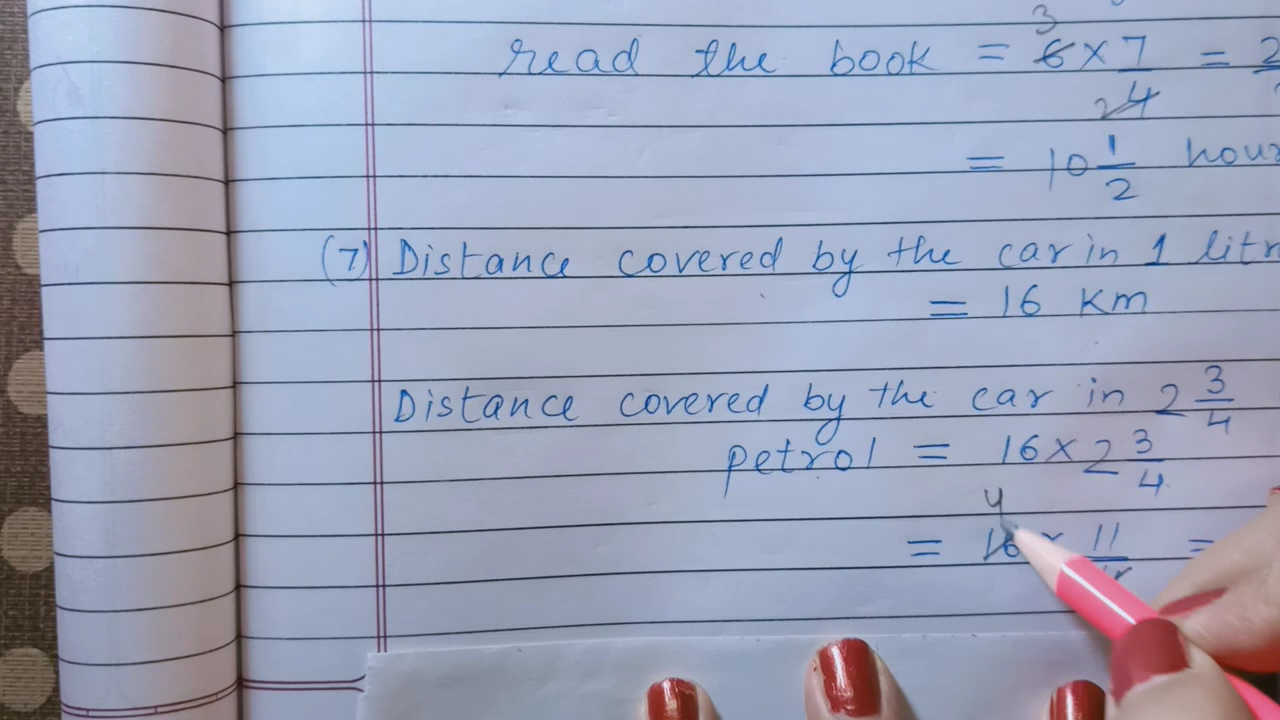 3
read the book = 6 × 7 = 2
2 4
= 10 1/2 hour
(7) Distance covered by the car in 1 litr
= 16 Km
Distance covered by the car in 2 3/4
petrol = 16 × 2 3/4
4
= 16 × 11 =